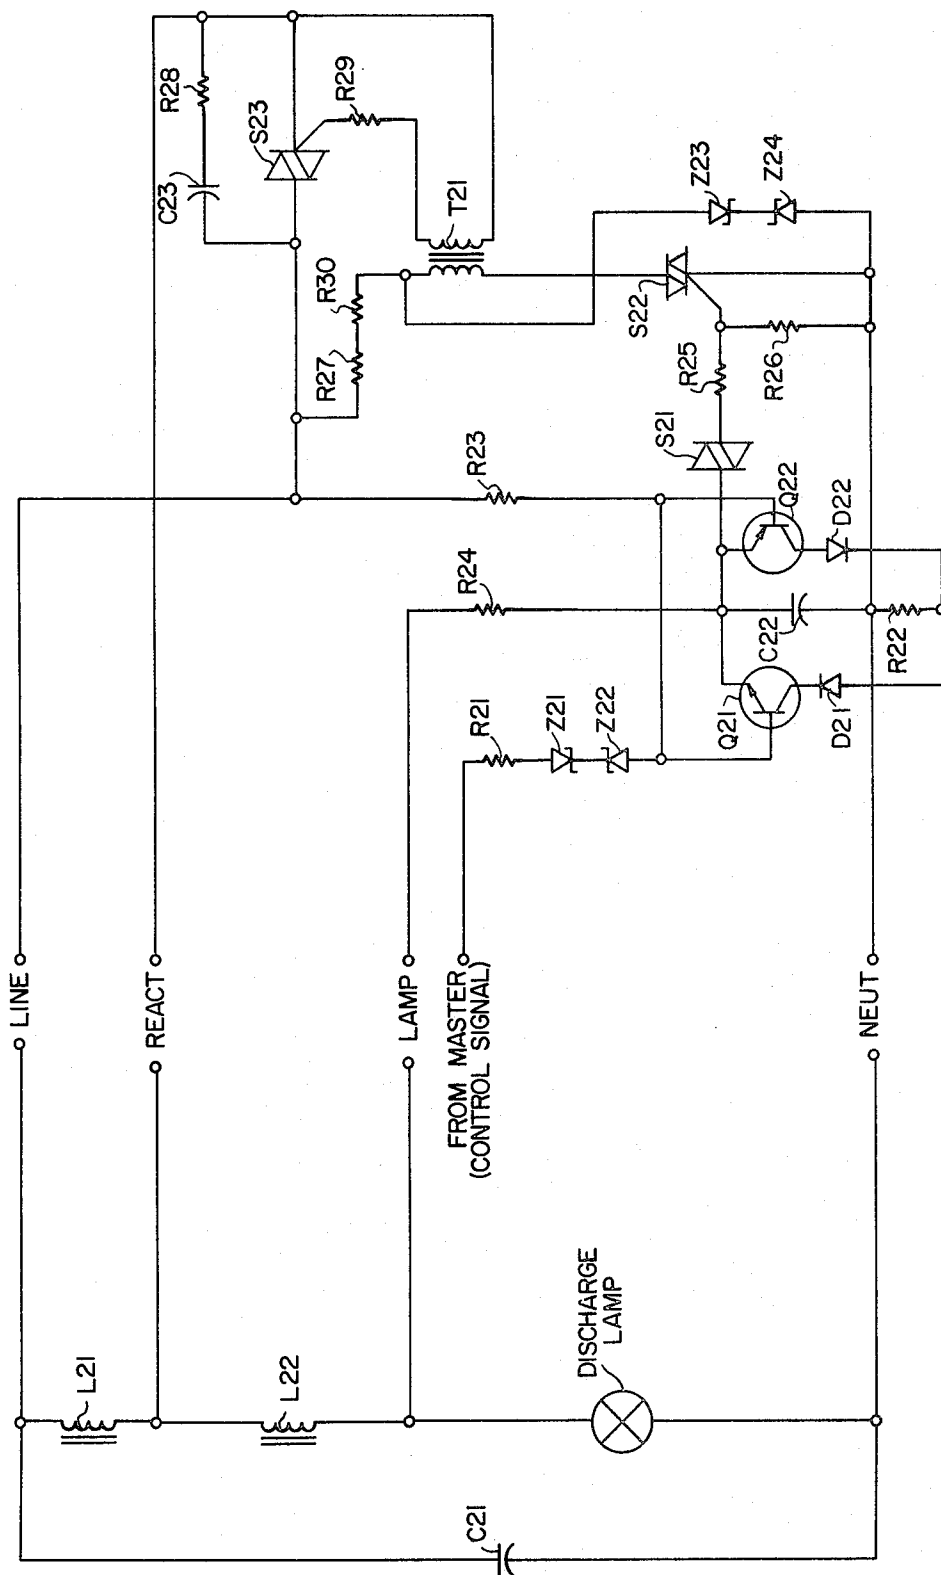 LINE
REACT
LAMP
FROM MASTER
(CONTROL SIGNAL)
NEUT
L21
L22
C21
DISCHARGE
LAMP
R28
C23
S23
R29
T21
R30
R27
Z23
Z24
S22
R25
R26
S21
R23
R24
Q22
D22
C22
R22
R21
Z21
Z22
Q21
D21